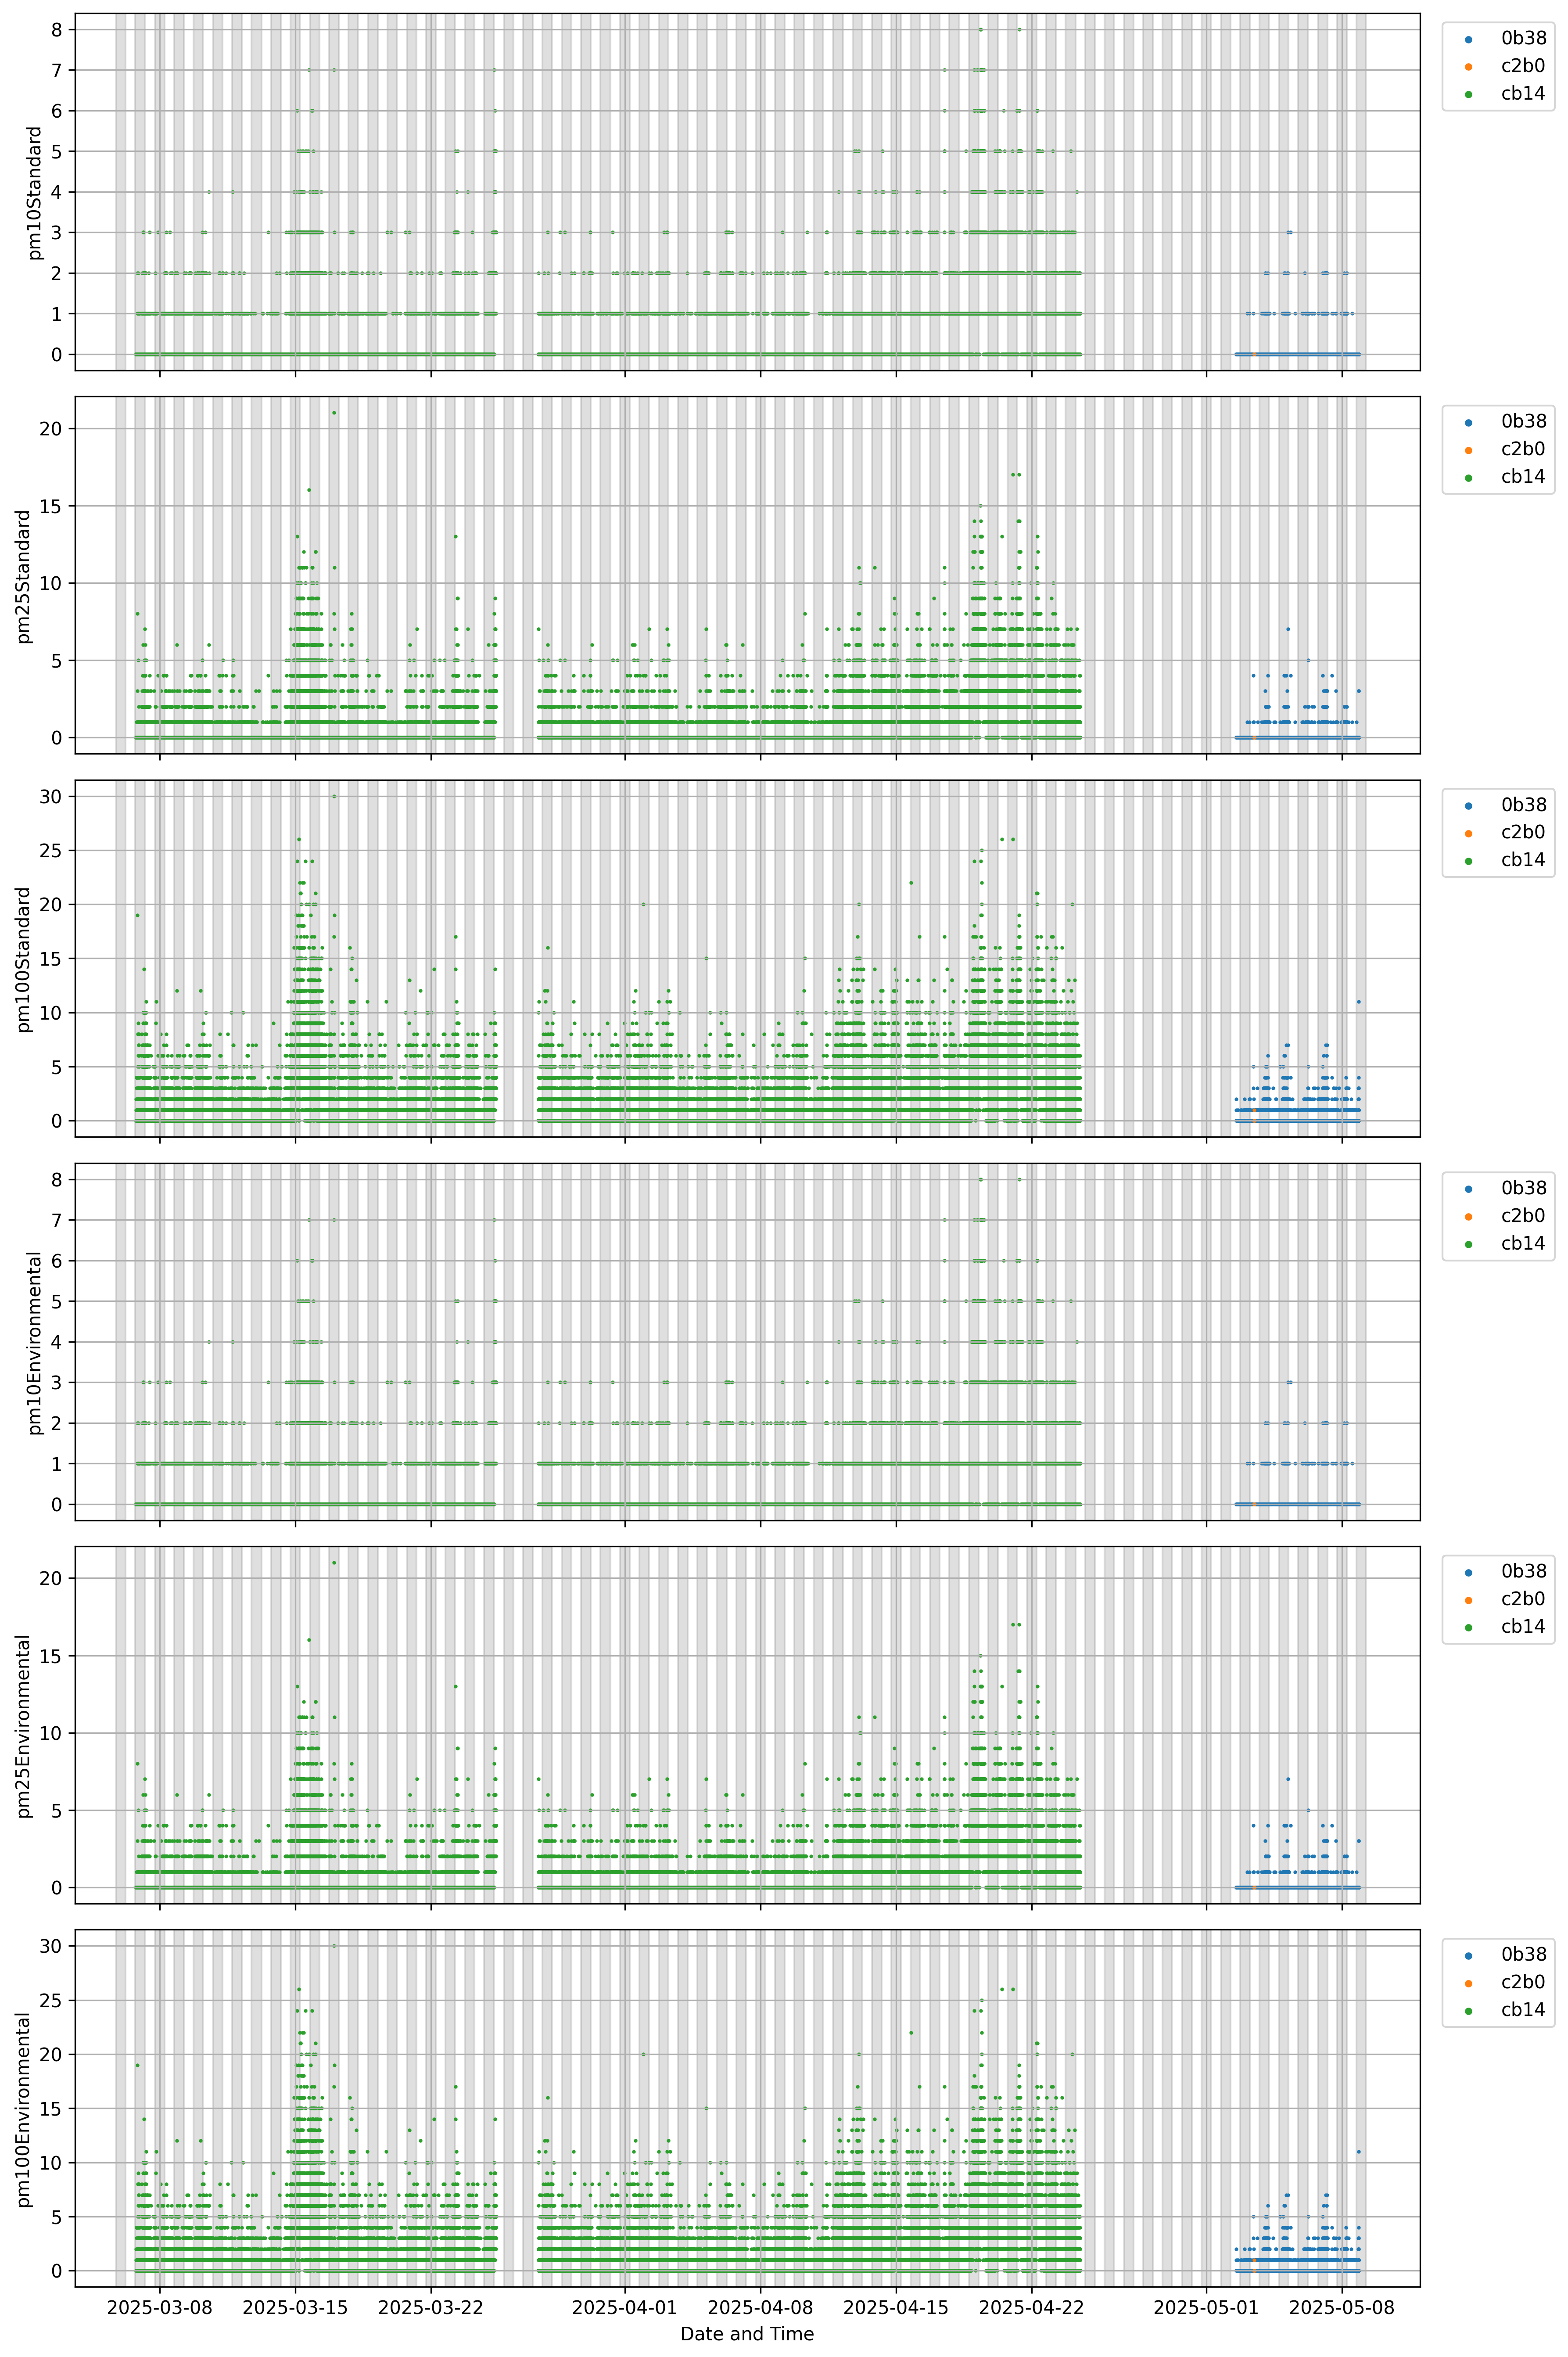 pm10Standard
8
7
6
5
4
3
2
1
0
0b38
c2b0
cb14
pm25Standard
20
15
10
5
0
0b38
c2b0
cb14
pm100Standard
30
25
20
15
10
5
0
0b38
c2b0
cb14
pm10Environmental
8
7
6
5
4
3
2
1
0
0b38
c2b0
cb14
pm25Environmental
20
15
10
5
0
0b38
c2b0
cb14
pm100Environmental
30
25
20
15
10
5
0
0b38
c2b0
cb14
2025-03-08 2025-03-15 2025-03-22 2025-04-01 2025-04-08 2025-04-15 2025-04-22 2025-05-01 2025-05-08
Date and Time